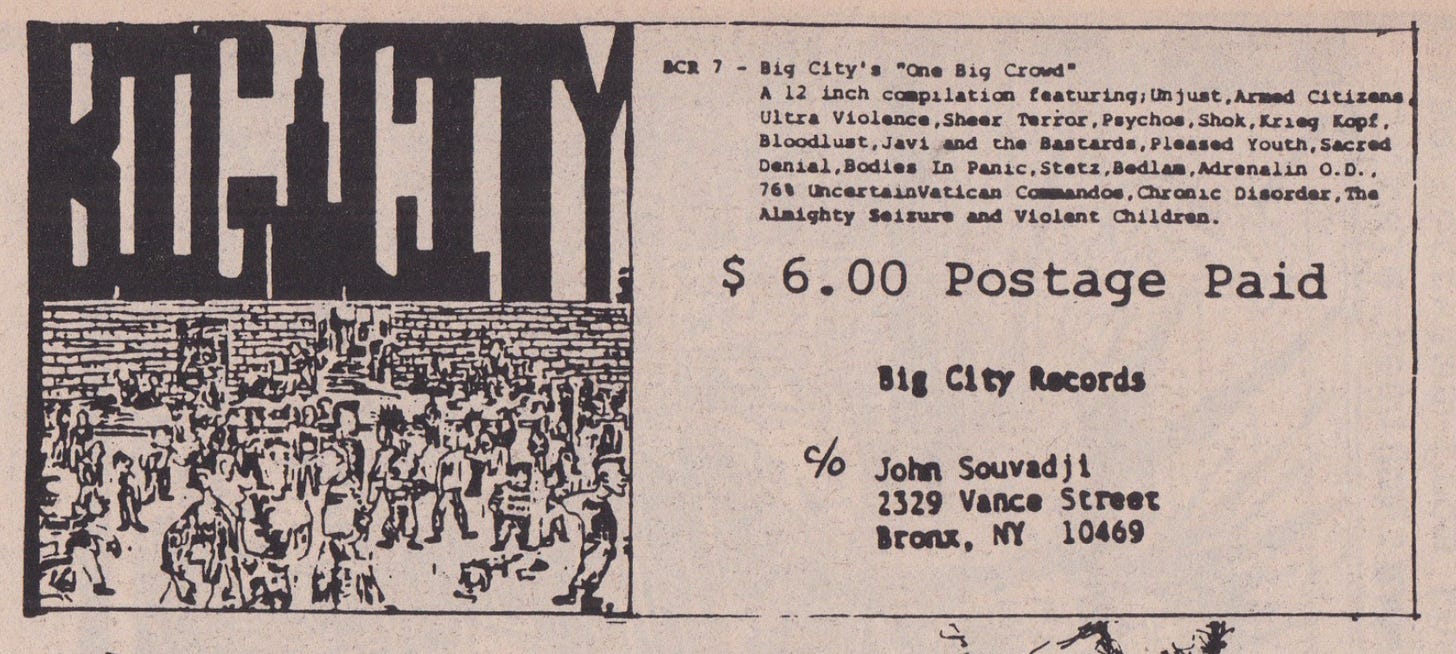 BIG CITY
BCR 7 - Big City's "One Big Crowd"
A 12 inch compilation featuring;Unjust,Armed Citizens,
Ultra Violence,Sheer Terror,Psychos,Shok,Krieg Kopf,
Bloodlust,Javi and the Bastards,Pleased Youth,Sacred
Denial,Bodies In Panic,Stetz,Bedlam,Adrenalin O.D.,
76% UncertainVatican Commandos,Chronic Disorder,The
Almighty Seizure and Violent Children.
$ 6.00 Postage Paid
Big City Records
c/o John Souvadji
2329 Vance Street
Bronx, NY 10469